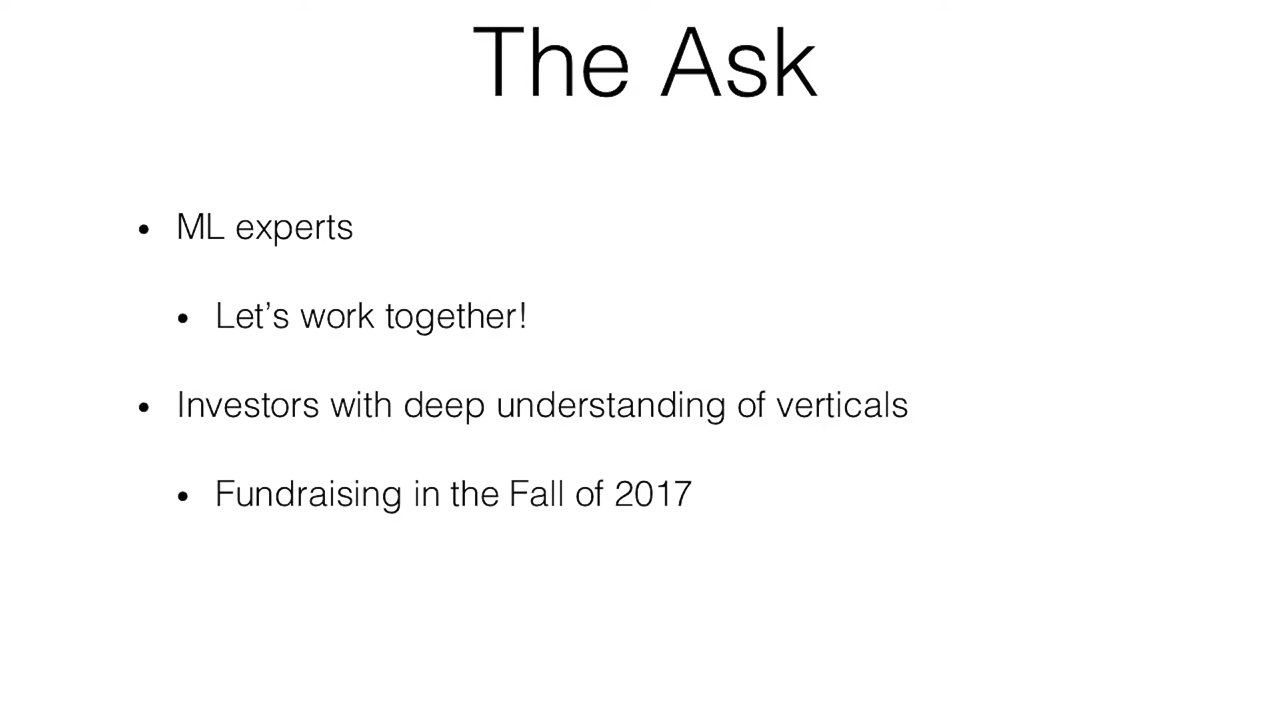 The Ask
• ML experts
• Let’s work together!
• Investors with deep understanding of verticals
• Fundraising in the Fall of 2017